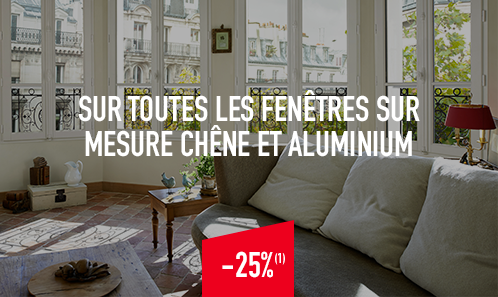 SUR TOUTES LES FENÊTRES SUR
MESURE CHÊNE ET ALUMINIUM
-25%(1)